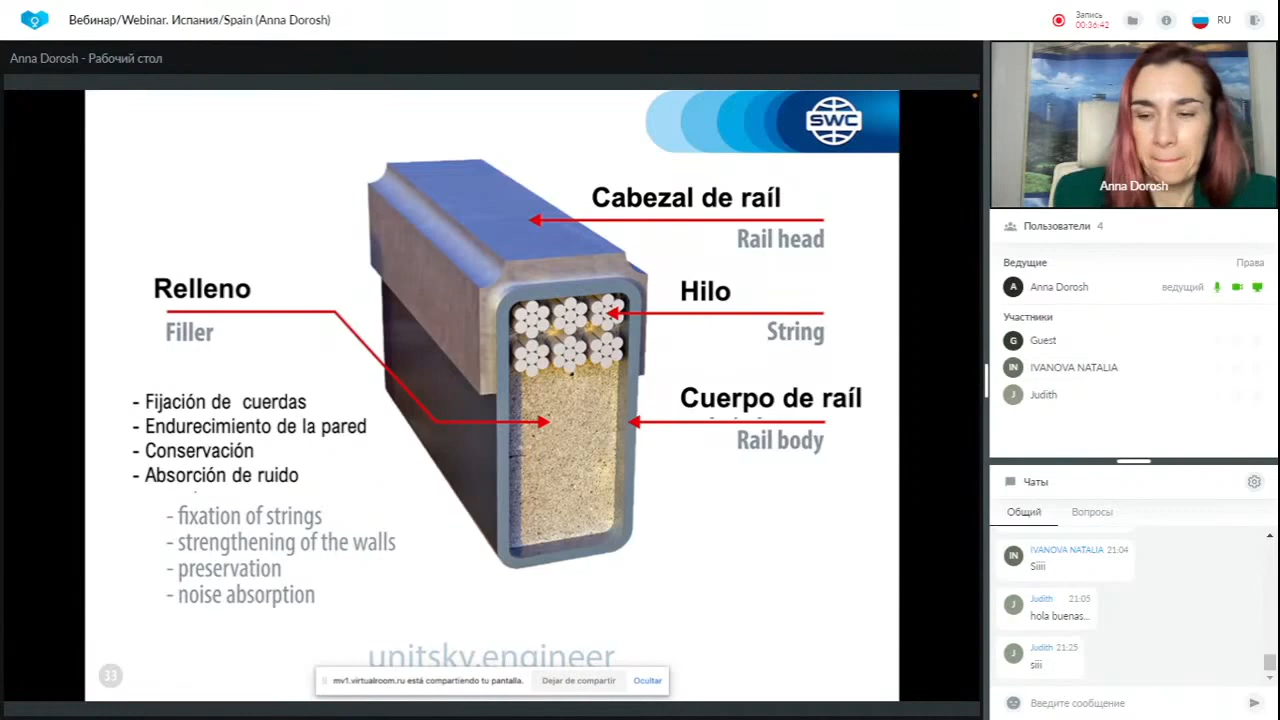 Вебинар/Webinar. Испания/Spain (Anna Dorosh)
Запись
00:36:42
RU
Anna Dorosh - Рабочий стол
SWC
Cabezal de raíl
Rail head
Relleno
Filler
Hilo
String
Cuerpo de raíl
Rail body
- Fijación de cuerdas
- Endurecimiento de la pared
- Conservación
- Absorción de ruido
- fixation of strings
- strengthening of the walls
- preservation
- noise absorption
unitsky.engineer
33
mv1.virtualroom.ru está compartiendo tu pantalla.
Dejar de compartir
Ocultar
Anna Dorosh
Пользователи 4
Ведущие Права
A Anna Dorosh ведущий
Участники
G Guest
IN IVANOVA NATALIA
J Judith
Чаты
Общий Вопросы
IN IVANOVA NATALIA 21:04
Siiii
J Judith 21:05
hola buenas...
J Judith 21:25
siii
Введите сообщение